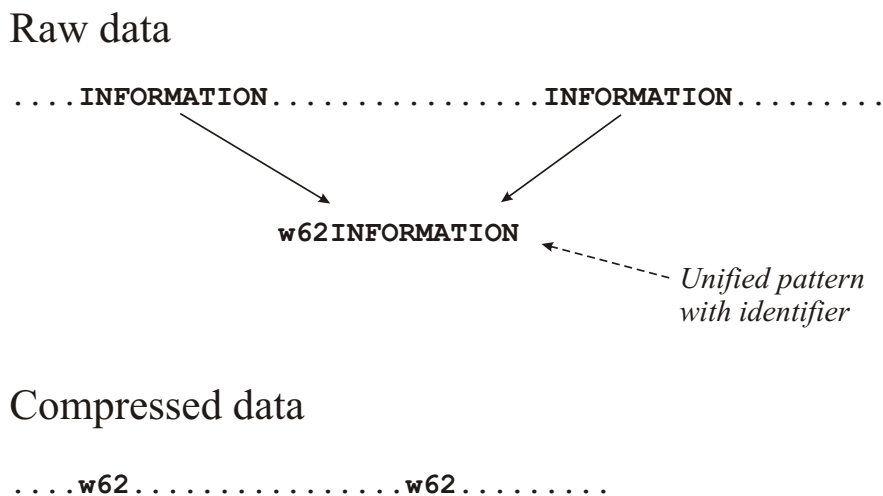 Raw data
....INFORMATION................INFORMATION.........
w62INFORMATION
Unified pattern
with identifier
Compressed data
....w62................w62.........